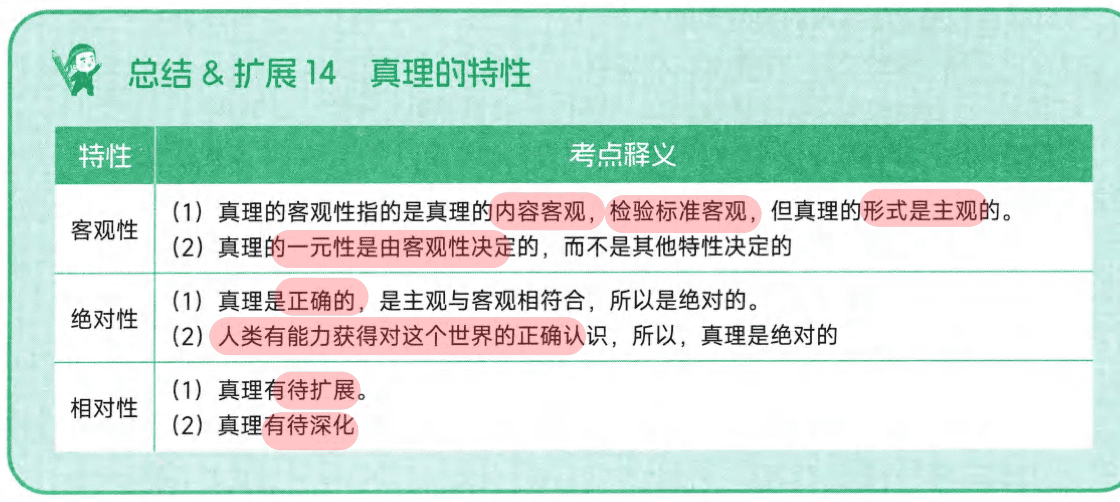 总结 & 扩展 14 真理的特性
特性 考点释义
客观性
(1) 真理的客观性指的是真理的内容客观,检验标准客观,但真理的形式是主观的。
(2) 真理的一元性是由客观性决定的,而不是其他特性决定的
绝对性
(1) 真理是正确的,是主观与客观相符合,所以是绝对的。
(2) 人类有能力获得对这个世界的正确认识,所以,真理是绝对的
相对性
(1) 真理有待扩展。
(2) 真理有待深化